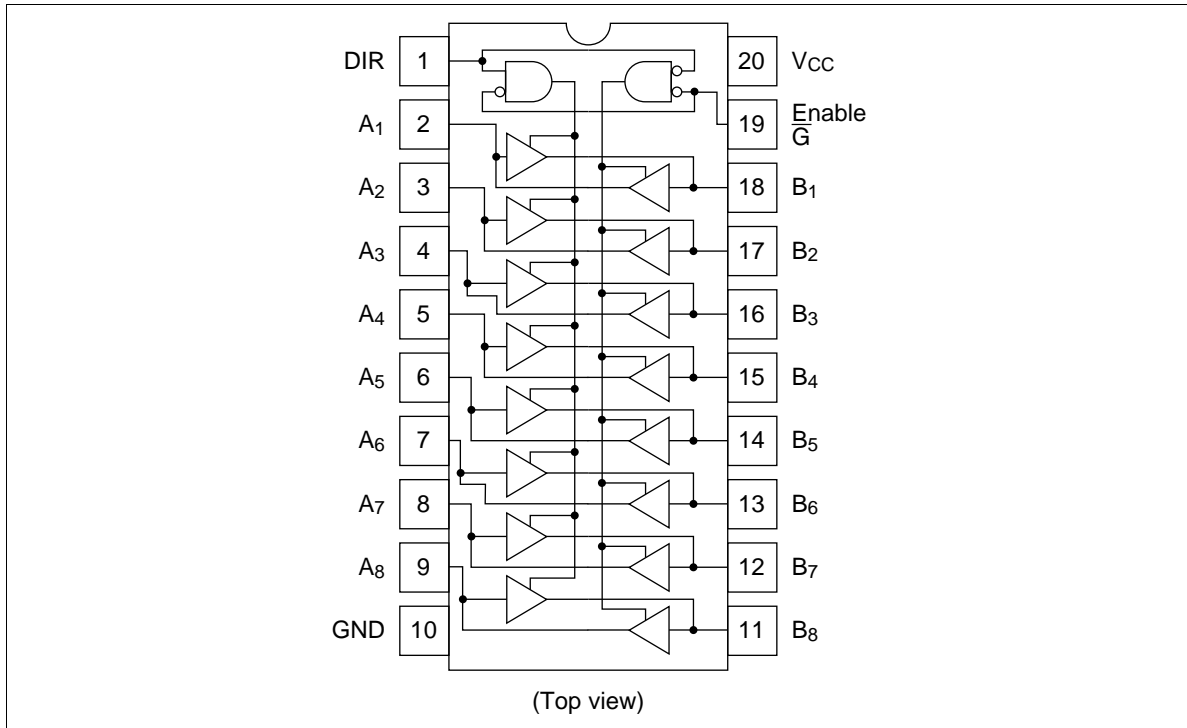 DIR 1 20 VCC
A1 2 19 Enable G
A2 3 18 B1
A3 4 17 B2
A4 5 16 B3
A5 6 15 B4
A6 7 14 B5
A7 8 13 B6
A8 9 12 B7
GND 10 11 B8
(Top view)